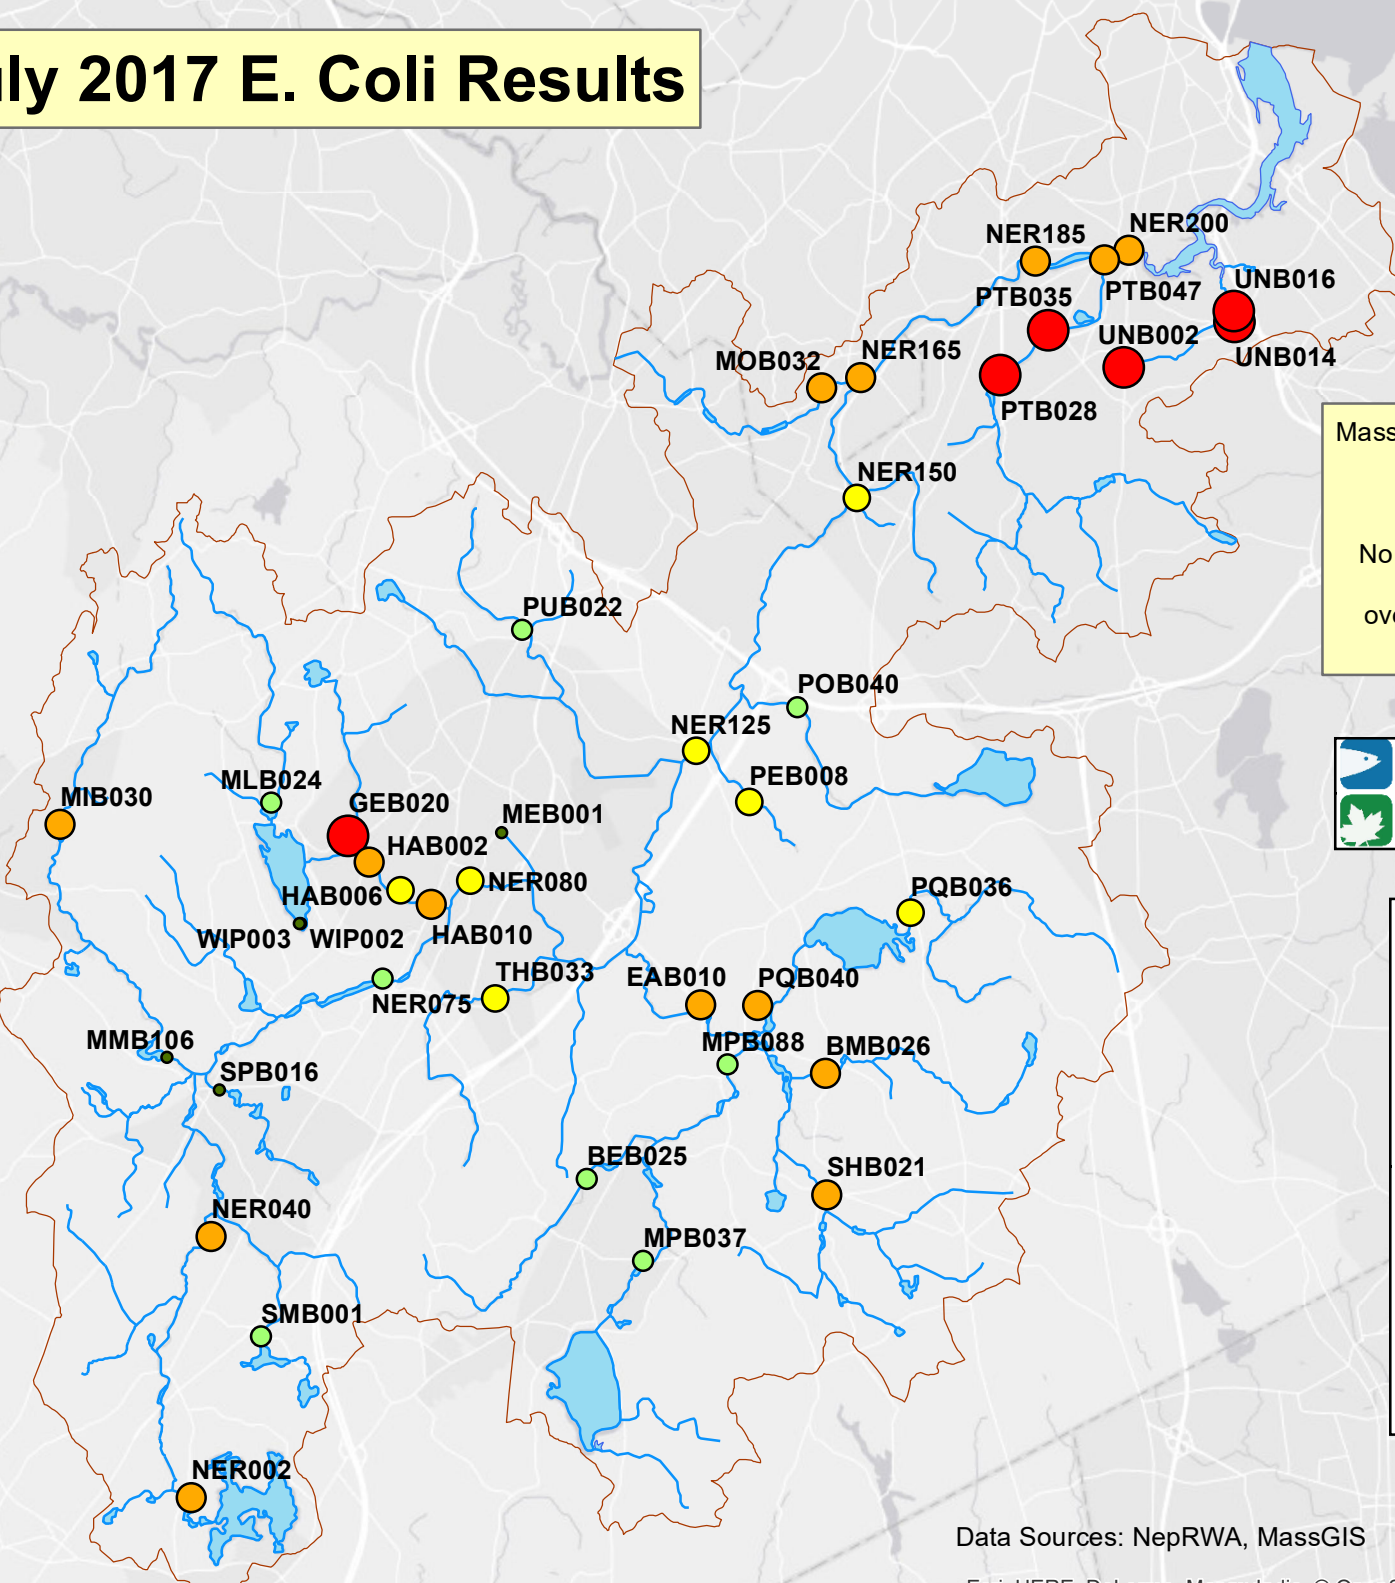 ly 2017 E. Coli Results
NER185
NER200
PTB035
PTB047
UNB016
UNB002
UNB014
MOB032
NER165
PTB028
Mass
NER150
No
PUB022
ove
POB040
NER125
PEB008
MLB024
MIB030
GEB020
MEB001
HAB002
HAB006
NER080
PQB036
WIP003
WIP002
HAB010
THB033
EAB010
PQB040
NER075
MMB106
MPB088
BMB026
SPB016
BEB025
SHB021
NER040
MPB037
SMB001
NER002
Data Sources: NepRWA, MassGIS